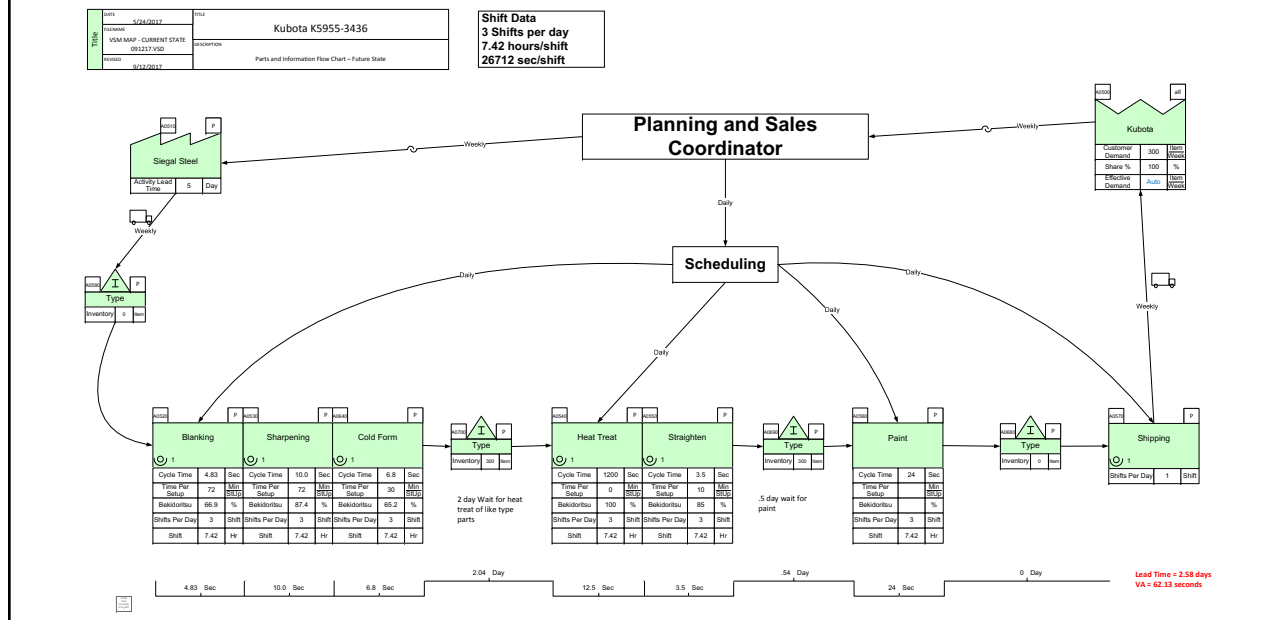 Title
DATE
5/24/2017
FILENAME
VSM MAP - CURRENT STATE
091217.VSD
REVISED
9/12/2017
TITLE
Kubota K5955-3436
DESCRIPTION
Parts and Information Flow Chart – Future State
Shift Data
3 Shifts per day
7.42 hours/shift
26712 sec/shift
A0510 P
Siegal Steel
Activity Lead Time 5 Day
Weekly
Planning and Sales
Coordinator
Weekly
A0500 all
Kubota
Customer Demand 300 Item Week
Share % 100 %
Effective Demand Auto Item Week
Weekly
Daily
Scheduling
Weekly
I P
Type
Inventory 0 Item
Daily
Daily
Daily
Daily
A0520 P
Blanking
1
Cycle Time 4.83 Sec
Time Per Setup 72 Min StUp
Bekidoritsu 66.9 %
Shifts Per Day 3 Shift
Shift 7.42 Hr
A0530 P
Sharpening
1
Cycle Time 10.0 Sec
Time Per Setup 72 Min StUp
Bekidoritsu 87.4 %
Shifts Per Day 3 Shift
Shift 7.42 Hr
A0640 P
Cold Form
1
Cycle Time 6.8 Sec
Time Per Setup 30 Min StUp
Bekidoritsu 65.2 %
Shifts Per Day 3 Shift
Shift 7.42 Hr
A0700 I P
Type
Inventory 300 Item
2 day Wait for heat
treat of like type
parts
A0540 P
Heat Treat
1
Cycle Time 1200 Sec
Time Per Setup 0 Min StUp
Bekidoritsu 100 %
Shifts Per Day 3 Shift
Shift 7.42 Hr
A0550 P
Straighten
1
Cycle Time 3.5 Sec
Time Per Setup 10 Min StUp
Bekidoritsu 85 %
Shifts Per Day 3 Shift
Shift 7.42 Hr
I P
Type
Inventory 300 Item
.5 day wait for
paint
P
Paint
Cycle Time 24 Sec
Time Per Setup Min StUp
Bekidoritsu %
Shifts Per Day 3 Shift
Shift 7.42 Hr
I P
Type
Inventory 0 Item
A0570 P
Shipping
1
Shifts Per Day 1 Shift
4.83 Sec
10.0 Sec
6.8 Sec
2.04 Day
12.5 Sec
3.5 Sec
.54 Day
24 Sec
0 Day
Lead Time = 2.58 days
VA = 62.13 seconds